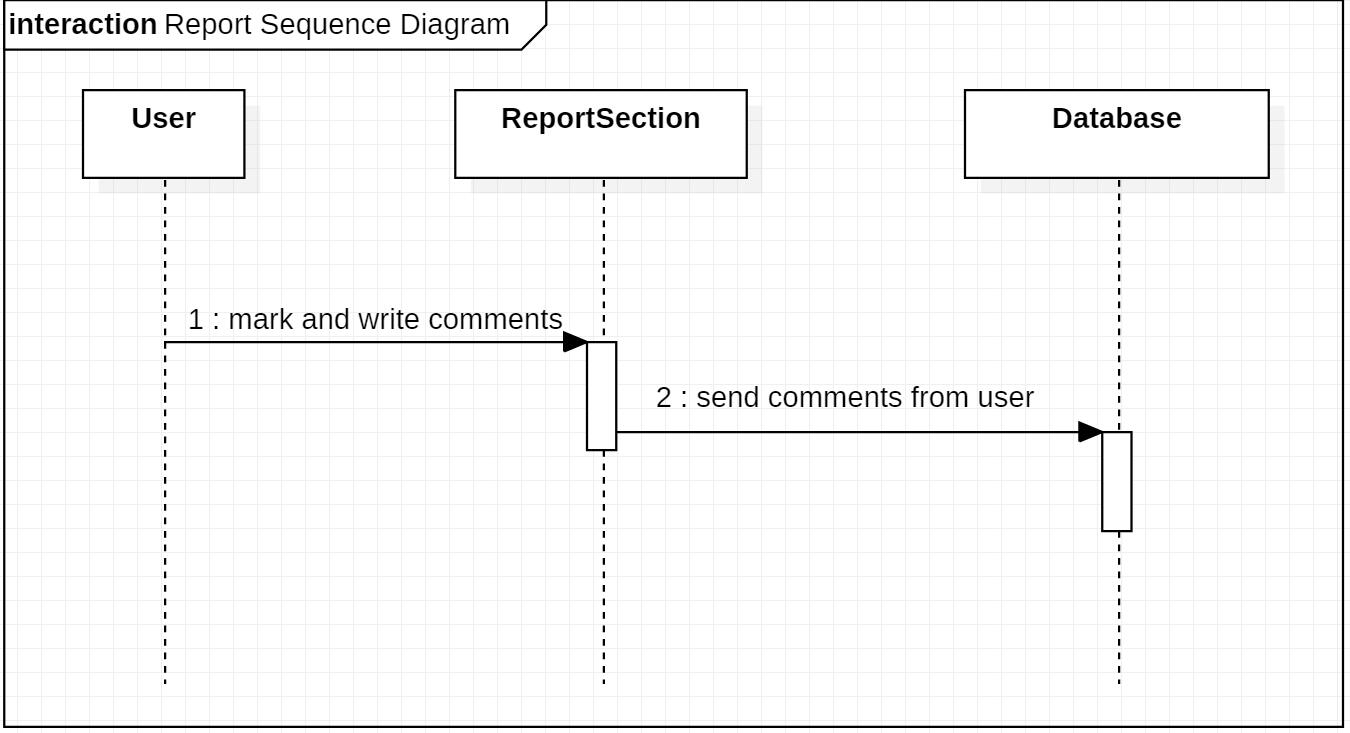 interaction Report Sequence Diagram
User
ReportSection
Database
1 : mark and write comments
2 : send comments from user